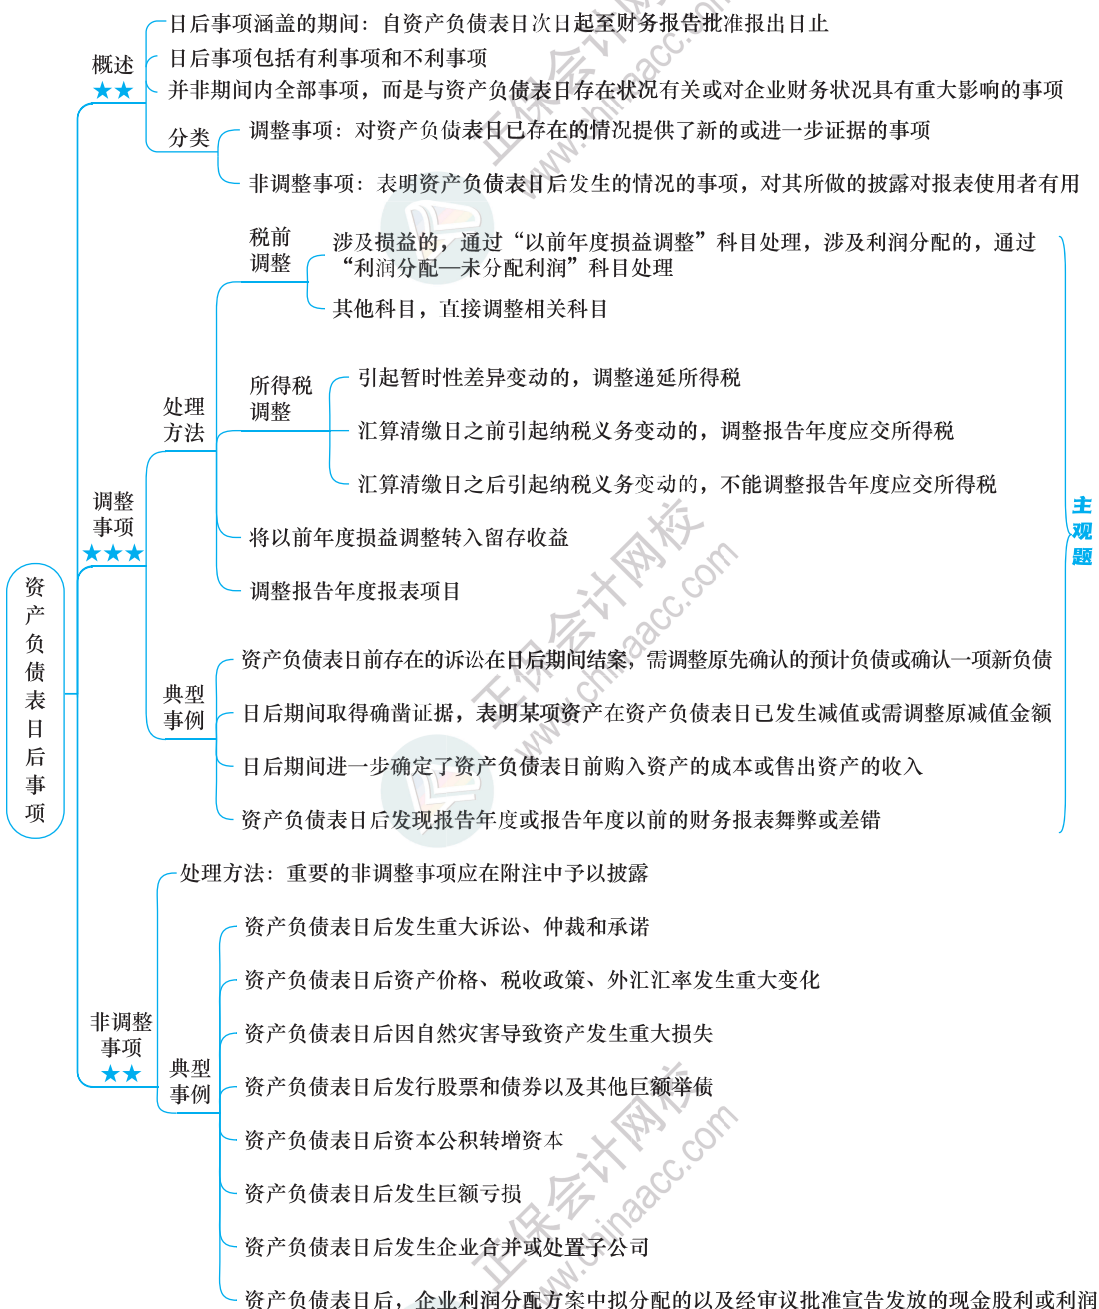 日后事项涵盖的期间：自资产负债表日次日起至财务报告批准报出日止
日后事项包括有利事项和不利事项
概述
★★
并非期间内全部事项，而是与资产负债表日存在状况有关或对企业财务状况具有重大影响的事项
分类
调整事项：对资产负债表日已存在的情况提供了新的或进一步证据的事项
非调整事项：表明资产负债表日后发生的情况的事项，对其所做的披露对报表使用者有用
税前
调整
涉及损益的，通过“以前年度损益调整”科目处理，涉及利润分配的，通过
“利润分配—未分配利润”科目处理
其他科目，直接调整相关科目
所得税
调整
引起暂时性差异变动的，调整递延所得税
汇算清缴日之前引起纳税义务变动的，调整报告年度应交所得税
汇算清缴日之后引起纳税义务变动的，不能调整报告年度应交所得税
处理
方法
将以前年度损益调整转入留存收益
调整报告年度报表项目
调整
事项
★★★
主
观
题
资
产
负
债
表
日
后
事
项
典型
事例
资产负债表日前存在的诉讼在日后期间结案，需调整原先确认的预计负债或确认一项新负债
日后期间取得确凿证据，表明某项资产在资产负债表日已发生减值或需调整原减值金额
日后期间进一步确定了资产负债表日前购入资产的成本或售出资产的收入
资产负债表日后发现报告年度或报告年度以前的财务报表舞弊或差错
处理方法：重要的非调整事项应在附注中予以披露
非调整
事项
★★
典型
事例
资产负债表日后发生重大诉讼、仲裁和承诺
资产负债表日后资产价格、税收政策、外汇汇率发生重大变化
资产负债表日后因自然灾害导致资产发生重大损失
资产负债表日后发行股票和债券以及其他巨额举债
资产负债表日后资本公积转增资本
资产负债表日后发生巨额亏损
资产负债表日后发生企业合并或处置子公司
资产负债表日后，企业利润分配方案中拟分配的以及经审议批准宣告发放的现金股利或利润
正保会计网校
www.chinaacc.com
正保会计网校
www.chinaacc.com
正保会计网校
www.chinaacc.com